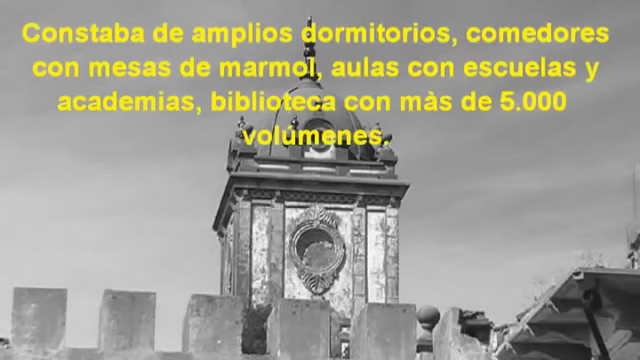 Constaba de amplios dormitorios, comedores
con mesas de marmol, aulas con escuelas y
academias, biblioteca con màs de 5.000
volúmenes.